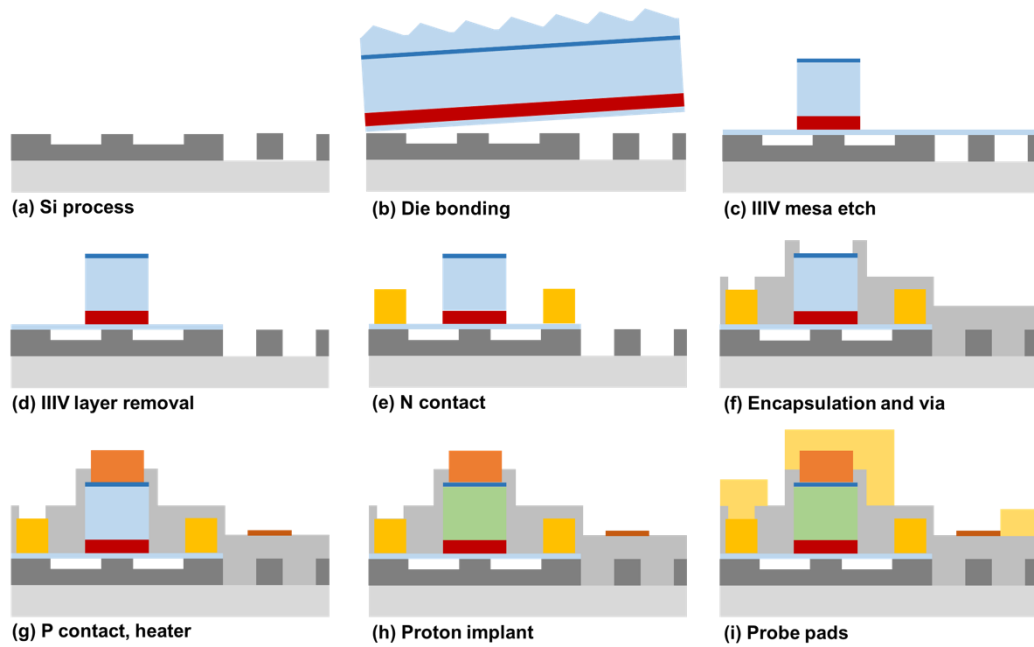 (a) Si process
(b) Die bonding
(c) IIIV mesa etch
(d) IIIV layer removal
(e) N contact
(f) Encapsulation and via
(g) P contact, heater
(h) Proton implant
(i) Probe pads